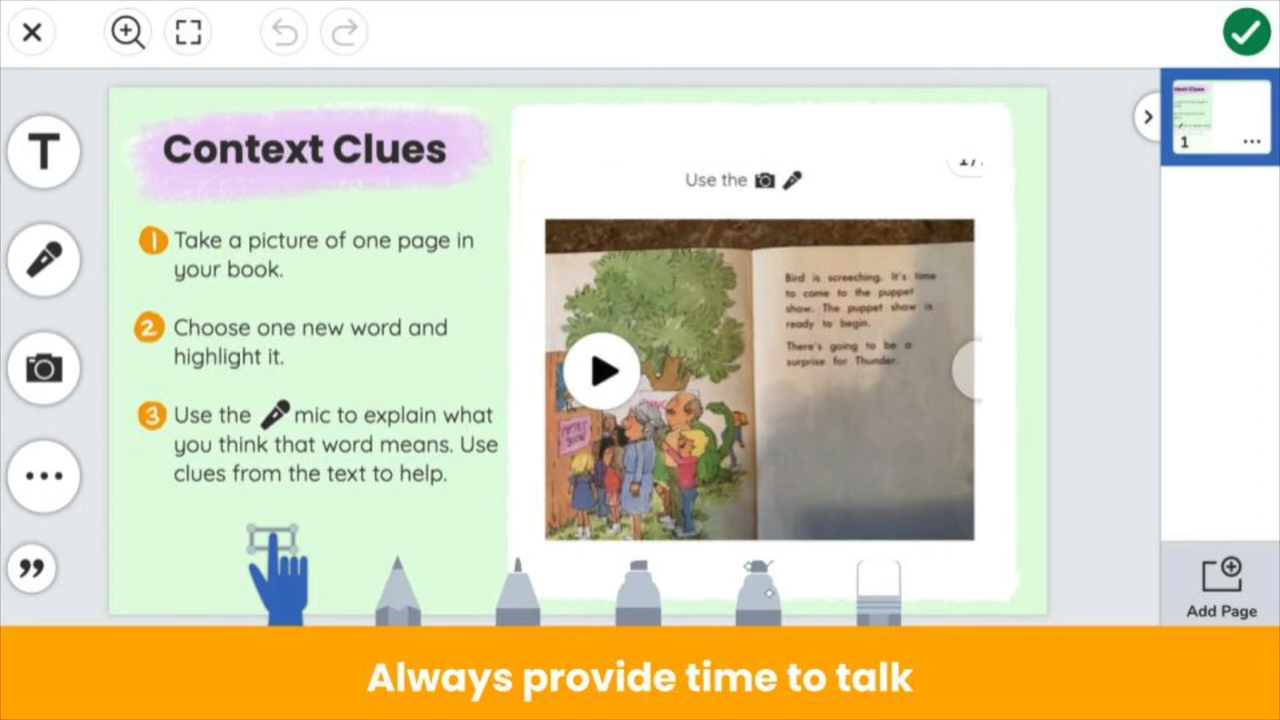 Context Clues
1 Take a picture of one page in
your book.
2 Choose one new word and
highlight it.
3 Use the mic to explain what
you think that word means. Use
clues from the text to help.
Use the
Bird is screeching. It's time
to come to the puppet
show. The puppet show is
ready to begin.
There's going to be a
surprise for Thunder.
T
1
Add Page
Always provide time to talk